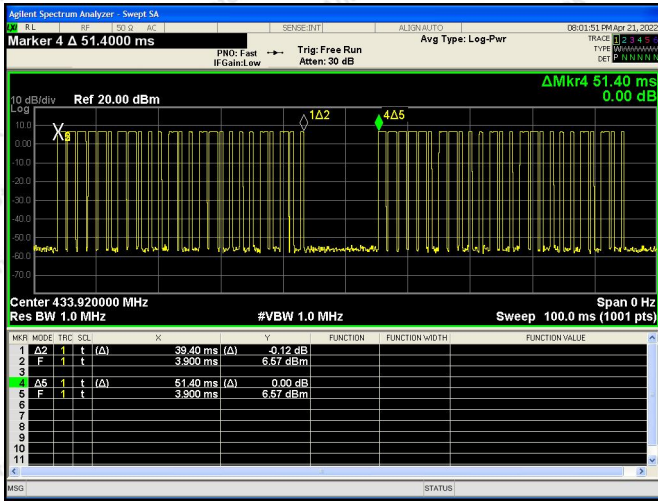 Agilent Spectrum Analyzer - Swept SA
RL RF 50 Ω AC SENSE:INT ALIGN AUTO 08:01:51 PM Apr 21, 2022
Marker 4 Δ 51.4000 ms
Avg Type: Log-Pwr
TRACE 1 2 3 4 5 6
PNO: Fast Trig: Free Run
TYPE
IFGain:Low Atten: 30 dB
DET P N N N N N
ΔMkr4 51.40 ms
10 dB/div Ref 20.00 dBm 0.00 dB
Log
1Δ2 4Δ5
10.0
0.00
-20.0
-30.0
-40.0
-50.0
-60.0
-70.0
Center 433.920000 MHz Span 0 Hz
Res BW 1.0 MHz #VBW 1.0 MHz Sweep 100.0 ms (1001 pts)
MKR MODE TRC SCL X Y FUNCTION FUNCTION WIDTH FUNCTION VALUE
1 Δ2 1 t (Δ) 39.40 ms (Δ) -0.12 dB
2 F 1 t 3.900 ms 6.57 dBm
3
4 Δ5 1 t (Δ) 51.40 ms (Δ) 0.00 dB
5 F 1 t 3.900 ms 6.57 dBm
6
7
8
9
10
11
MSG STATUS